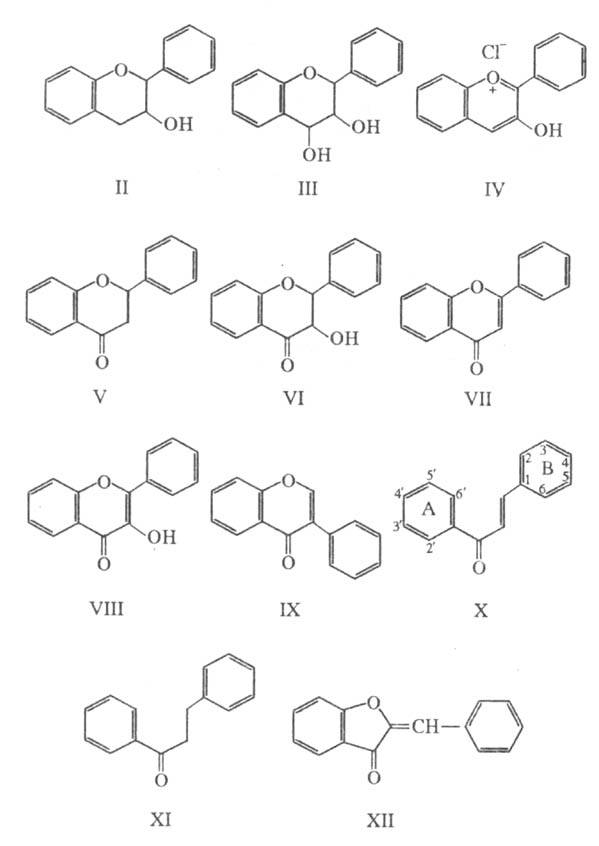 Cl⁻
O O O
+
OH OH OH
OH
II III IV
O O O
OH
O O O
V VI VII
O O
OH
O O
3
2 4
B
1 5
6
5′
4′ 6′
A
3′
2′
O
VIII IX X
O
CH
O O
XI XII